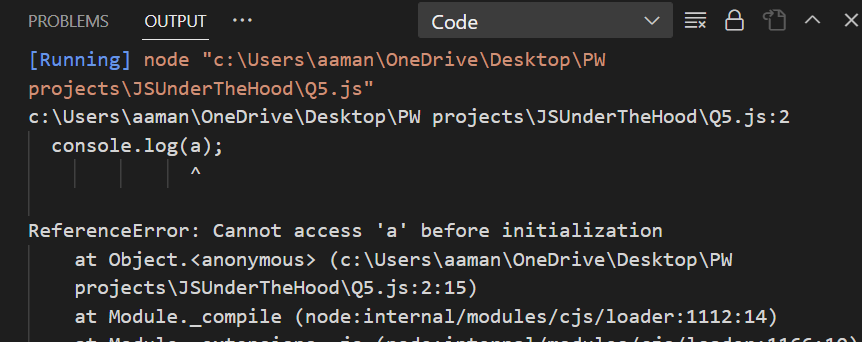 PROBLEMS OUTPUT ··· Code
[Running] node "c:\Users\aaman\OneDrive\Desktop\PW
projects\JSUnderTheHood\Q5.js"
c:\Users\aaman\OneDrive\Desktop\PW projects\JSUnderTheHood\Q5.js:2
console.log(a);
^
ReferenceError: Cannot access 'a' before initialization
at Object.<anonymous> (c:\Users\aaman\OneDrive\Desktop\PW
projects\JSUnderTheHood\Q5.js:2:15)
at Module._compile (node:internal/modules/cjs/loader:1112:14)